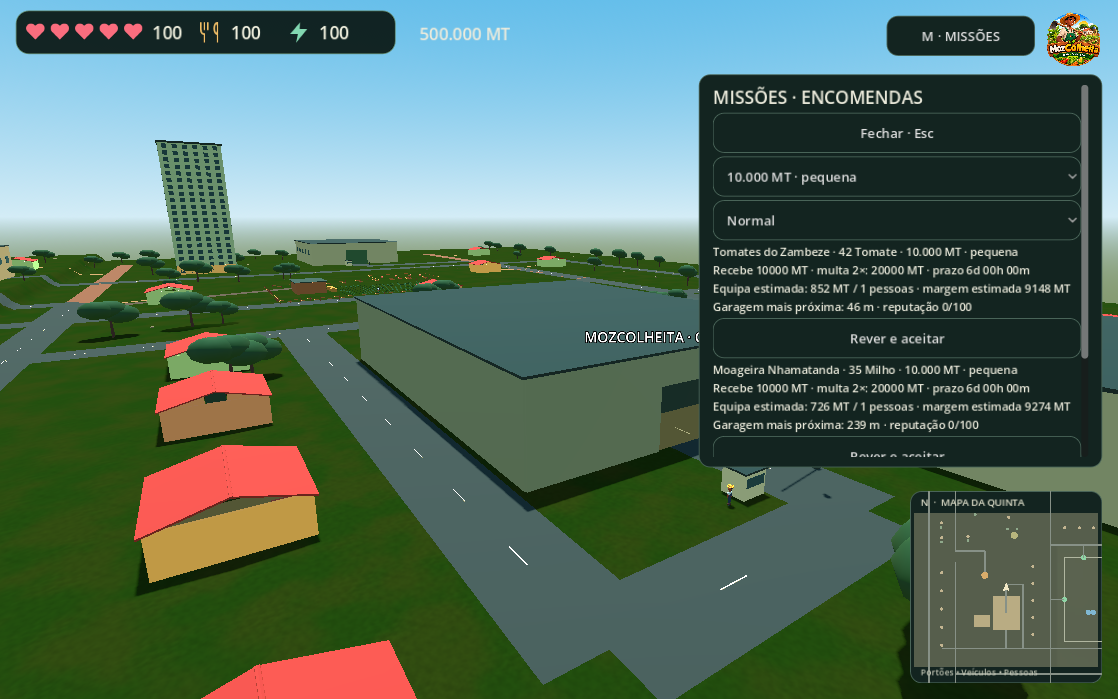 100 100 100
500.000 MT
M · MISSÕES
MozColheita
MISSÕES · ENCOMENDAS
Fechar · Esc
10.000 MT · pequena
Normal
Tomates do Zambeze · 42 Tomate · 10.000 MT · pequena
Recebe 10000 MT · multa 2×: 20000 MT · prazo 6d 00h 00m
Equipa estimada: 852 MT / 1 pessoas · margem estimada 9148 MT
Garagem mais próxima: 46 m · reputação 0/100
Rever e aceitar
Moageira Nhamatanda · 35 Milho · 10.000 MT · pequena
Recebe 10000 MT · multa 2×: 20000 MT · prazo 6d 00h 00m
Equipa estimada: 726 MT / 1 pessoas · margem estimada 9274 MT
Garagem mais próxima: 239 m · reputação 0/100
Rever e aceitar
MOZCOLHEITA ·
N · MAPA DA QUINTA
Portões · Veículos · Pessoas